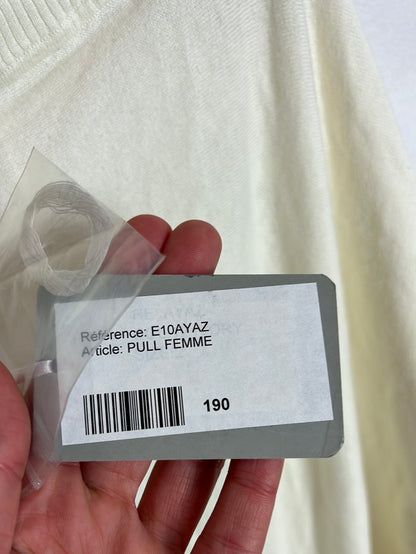 Référence: E10AYAZ
Article: PULL FEMME
190